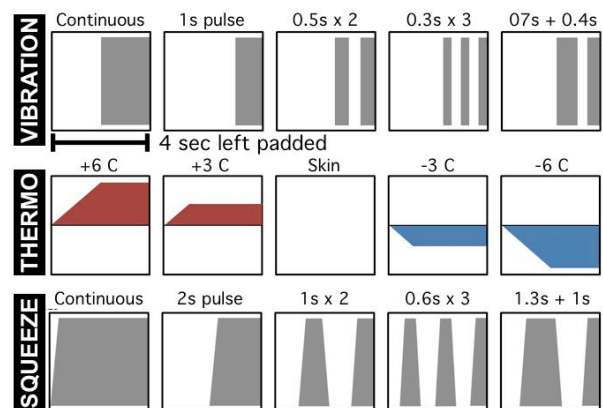 VIBRATION
Continuous 1s pulse 0.5s x 2 0.3s x 3 07s + 0.4s
4 sec left padded
THERMO
+6 C +3 C Skin -3 C -6 C
SQUEEZE
Continuous 2s pulse 1s x 2 0.6s x 3 1.3s + 1s